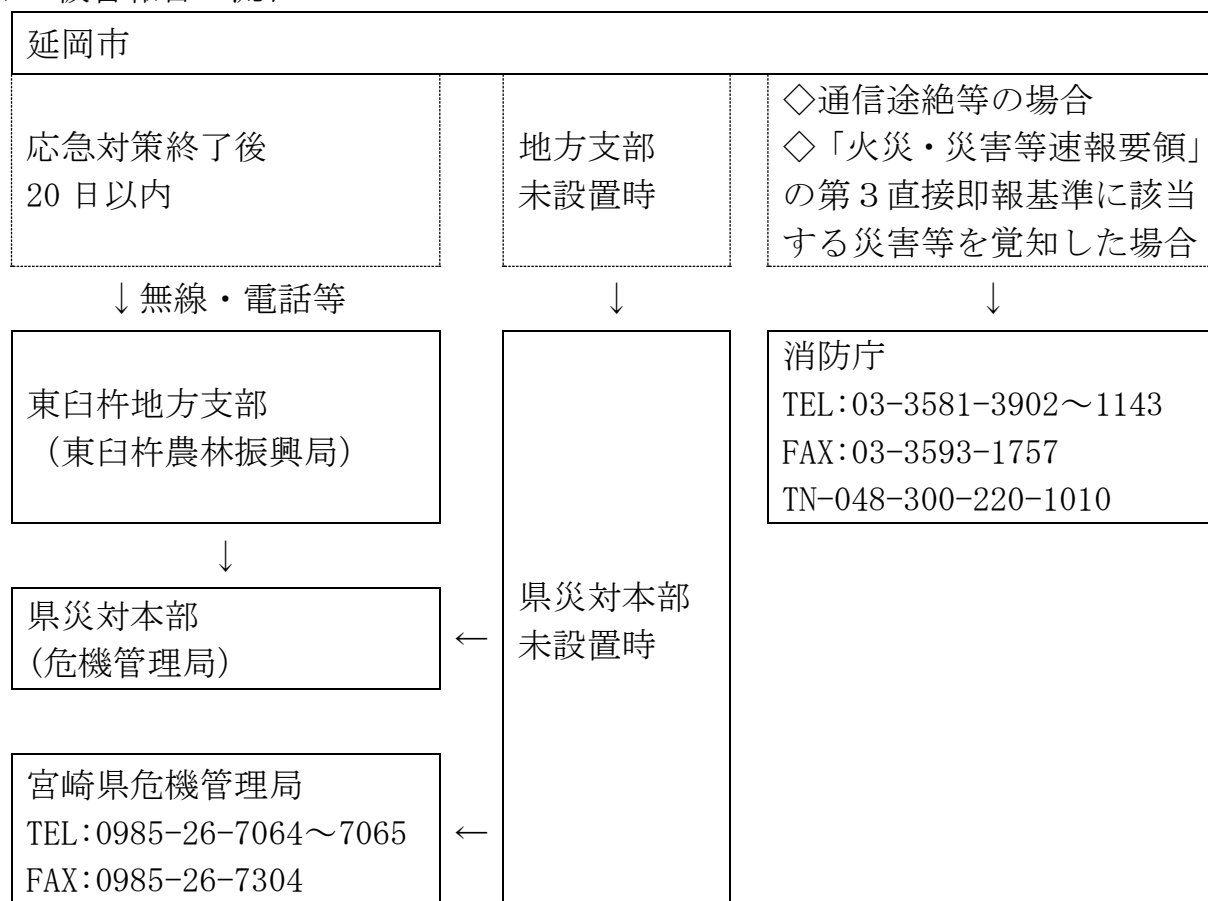 延岡市
応急対策終了後
20日以内
地方支部
未設置時
◇通信途絶等の場合
◇「火災・災害等速報要領」
の第３直接即報基準に該当
する災害等を覚知した場合
↓無線・電話等
↓
↓
東臼杵地方支部
（東臼杵農林振興局）
消防庁
TEL:03-3581-3902～1143
FAX:03-3593-1757
TN-048-300-220-1010
↓
県災対本部
(危機管理局)
←
県災対本部
未設置時
宮崎県危機管理局
TEL:0985-26-7064～7065
FAX:0985-26-7304
←